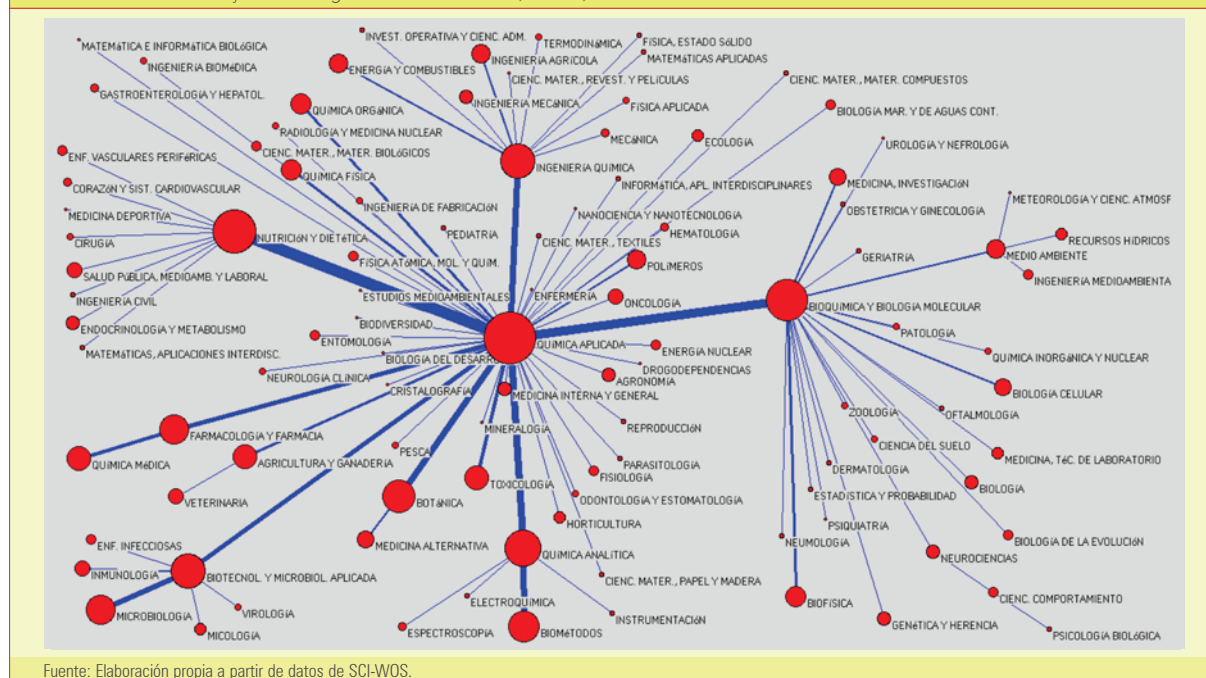 MATEMáTICA E INFORMáTICA BIOLóGICA
INVEST. OPERATIVA Y CIENC. ADM.
TERMODINáMICA
FíSICA, ESTADO SóLIDO
INGENIERíA BIOMéDICA
ENERGíA Y COMBUSTIBLES
INGENIERíA AGRíCOLA
MATEMáTICAS APLICADAS
GASTROENTEROLOGíA Y HEPATOL.
CIENC. MATER., REVEST. Y PELíCULAS
CIENC. MATER., MATER. COMPUESTOS
QUíMICA ORGáNICA
INGENIERíA MECáNICA
FíSICA APLICADA
BIOLOGíA MAR. Y DE AGUAS CONT.
RADIOLOGíA Y MEDICINA NUCLEAR
MECáNICA
ECOLOGíA
UROLOGíA Y NEFROLOGíA
ENF. VASCULARES PERIFéRICAS
CIENC. MATER., MATER. BIOLóGICOS
INGENIERíA QUíMICA
QUíMICA FíSICA
INFORMáTICA, APL. INTERDISCIPLINARES
MEDICINA, INVESTIGACIóN
CORAZóN Y SIST. CARDIOVASCULAR
INGENIERíA DE FABRICACIóN
OBSTETRICIA Y GINECOLOGíA
METEOROLOGíA Y CIENC. ATMOSF
MEDICINA DEPORTIVA
NANOCIENCIA Y NANOTECNOLOGíA
NUTRICIóN Y DIETéTICA
PEDIATRíA
HEMATOLOGíA
RECURSOS HíDRICOS
CIRUGíA
CIENC. MATER., TEXTILES
MEDIO AMBIENTE
FíSICA ATóMICA, MOL. Y QUíM.
POLíMEROS
GERIATRíA
SALUD PúBLICA, MEDIOAMB. Y LABORAL
INGENIERíA MEDIOAMBIENTA
INGENIERíA CIVIL
ESTUDIOS MEDIOAMBIENTALES
ENFERMERíA
ONCOLOGíA
BIOQUíMICA Y BIOLOGíA MOLECULAR
ENDOCRINOLOGíA Y METABOLISMO
BIODIVERSIDAD
PATOLOGíA
ENTOMOLOGíA
QUíMICA APLICADA
ENERGíA NUCLEAR
MATEMáTICAS, APLICACIONES INTERDISC.
BIOLOGíA DEL DESARRO
QUíMICA INORGáNICA Y NUCLEAR
NEUROLOGíA CLíNICA
DROGODEPENDENCIAS
AGRONOMíA
CRISTALOGRAFíA
MEDICINA INTERNA Y GENERAL
BIOLOGíA CELULAR
ZOOLOGíA
OFTALMOLOGíA
MINERALOGíA
REPRODUCCIóN
FARMACOLOGíA Y FARMACIA
CIENCIA DEL SUELO
PESCA
MEDICINA, TéC. DE LABORATORIO
QUíMICA MéDICA
AGRICULTURA Y GANADERíA
PARASITOLOGíA
DERMATOLOGíA
FISIOLOGíA
TOXICOLOGíA
BIOLOGíA
VETERINARIA
BOTáNICA
ODONTOLOGíA Y ESTOMATOLOGíA
ESTADíSTICA Y PROBABILIDAD
HORTICULTURA
PSIQUIATRíA
ENF. INFECCIOSAS
MEDICINA ALTERNATIVA
QUíMICA ANALíTICA
NEUMOLOGíA
BIOLOGíA DE LA EVOLUCIóN
NEUROCIENCIAS
INMUNOLOGíA
BIOTECNOL. Y MICROBIOL. APLICADA
CIENC. MATER., PAPEL Y MADERA
CIENC. COMPORTAMIENTO
ELECTROQUíMICA
BIOFíSICA
MICROBIOLOGíA
VIROLOGíA
INSTRUMENTACIóN
GENéTICA Y HERENCIA
MICOLOGíA
ESPECTROSCOPíA
BIOMéTODOS
PSICOLOGíA BIOLóGICA
Fuente: Elaboración propia a partir de datos de SCI-WOS.